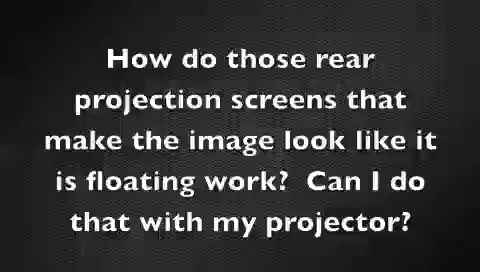 How do those rear
projection screens that
make the image look like it
is floating work?  Can I do
that with my projector?